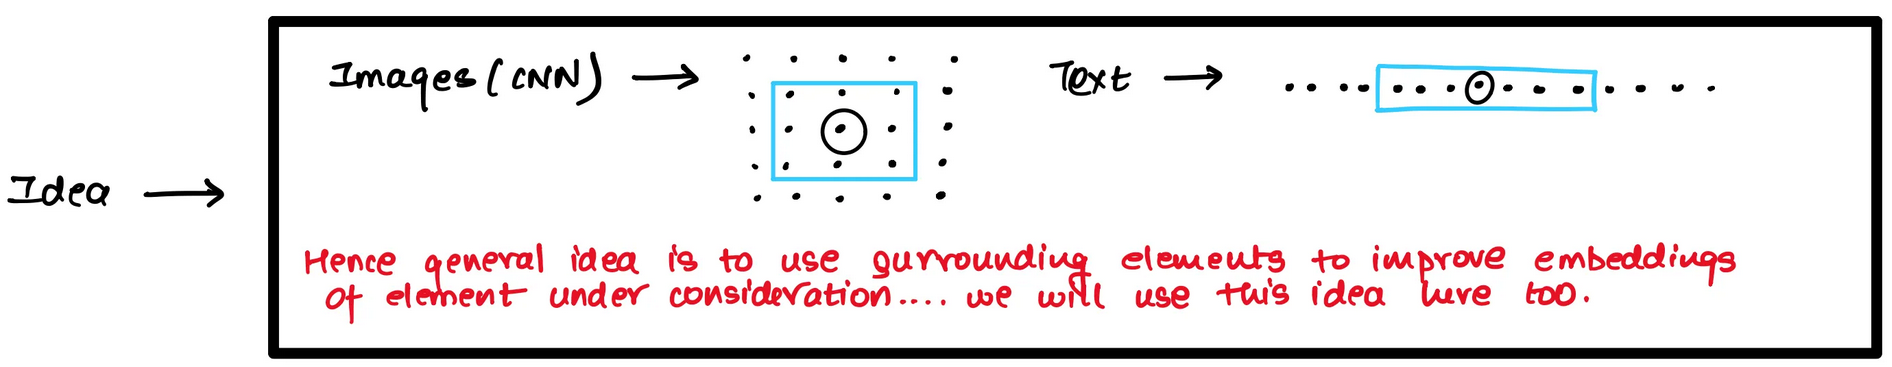 Images (CNN) →
Text →
Idea →
Hence general idea is to use surrounding elements to improve embeddings
of element under consideration.... we will use this idea here too.